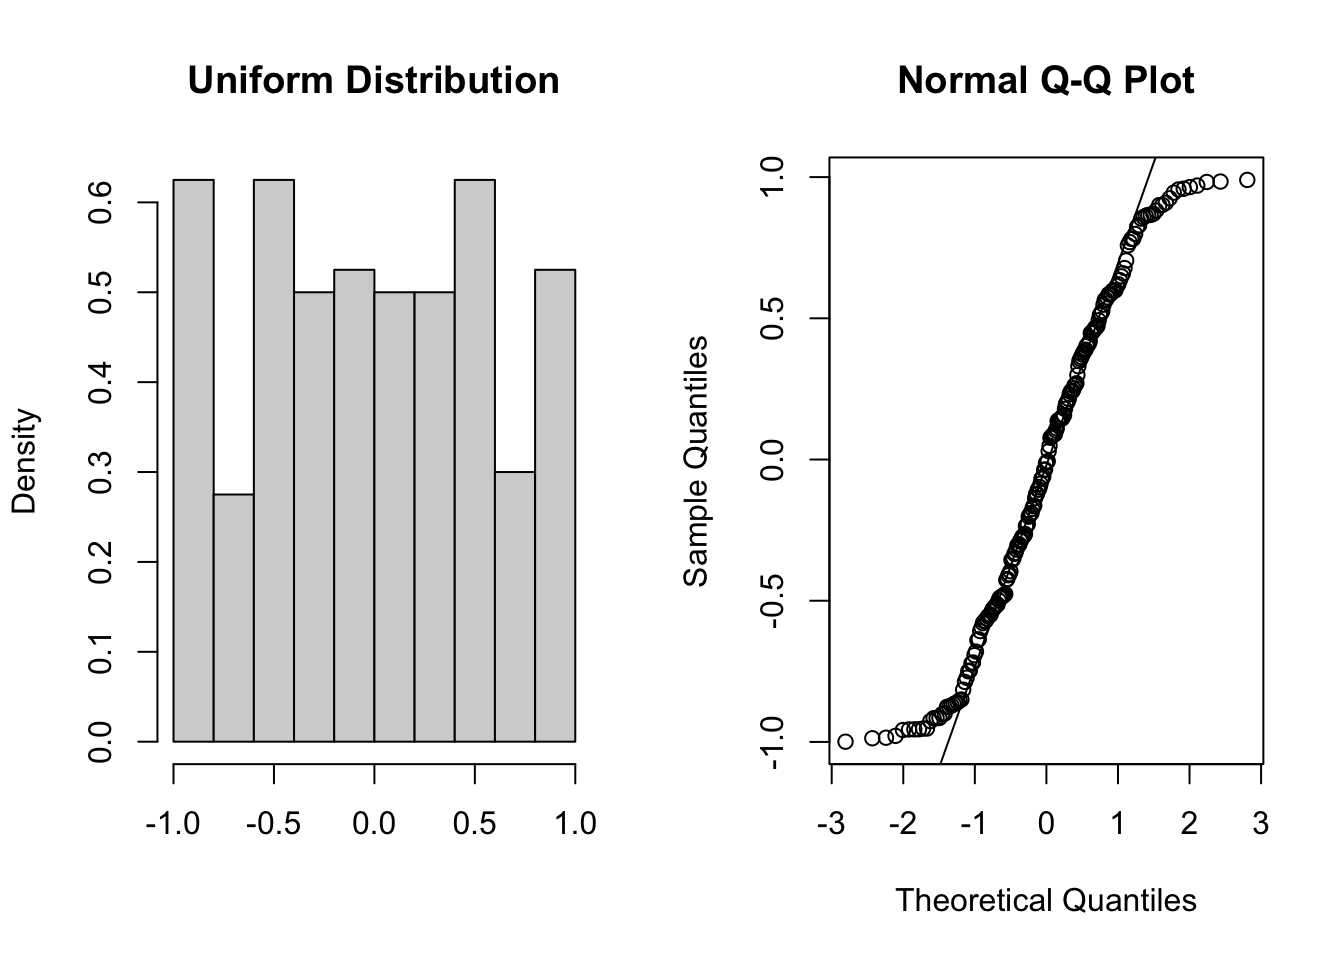 Uniform Distribution
Density
0.0 0.1 0.2 0.3 0.4 0.5 0.6
-1.0 -0.5 0.0 0.5 1.0
Normal Q-Q Plot
Sample Quantiles
-1.0 -0.5 0.0 0.5 1.0
-3 -2 -1 0 1 2 3
Theoretical Quantiles